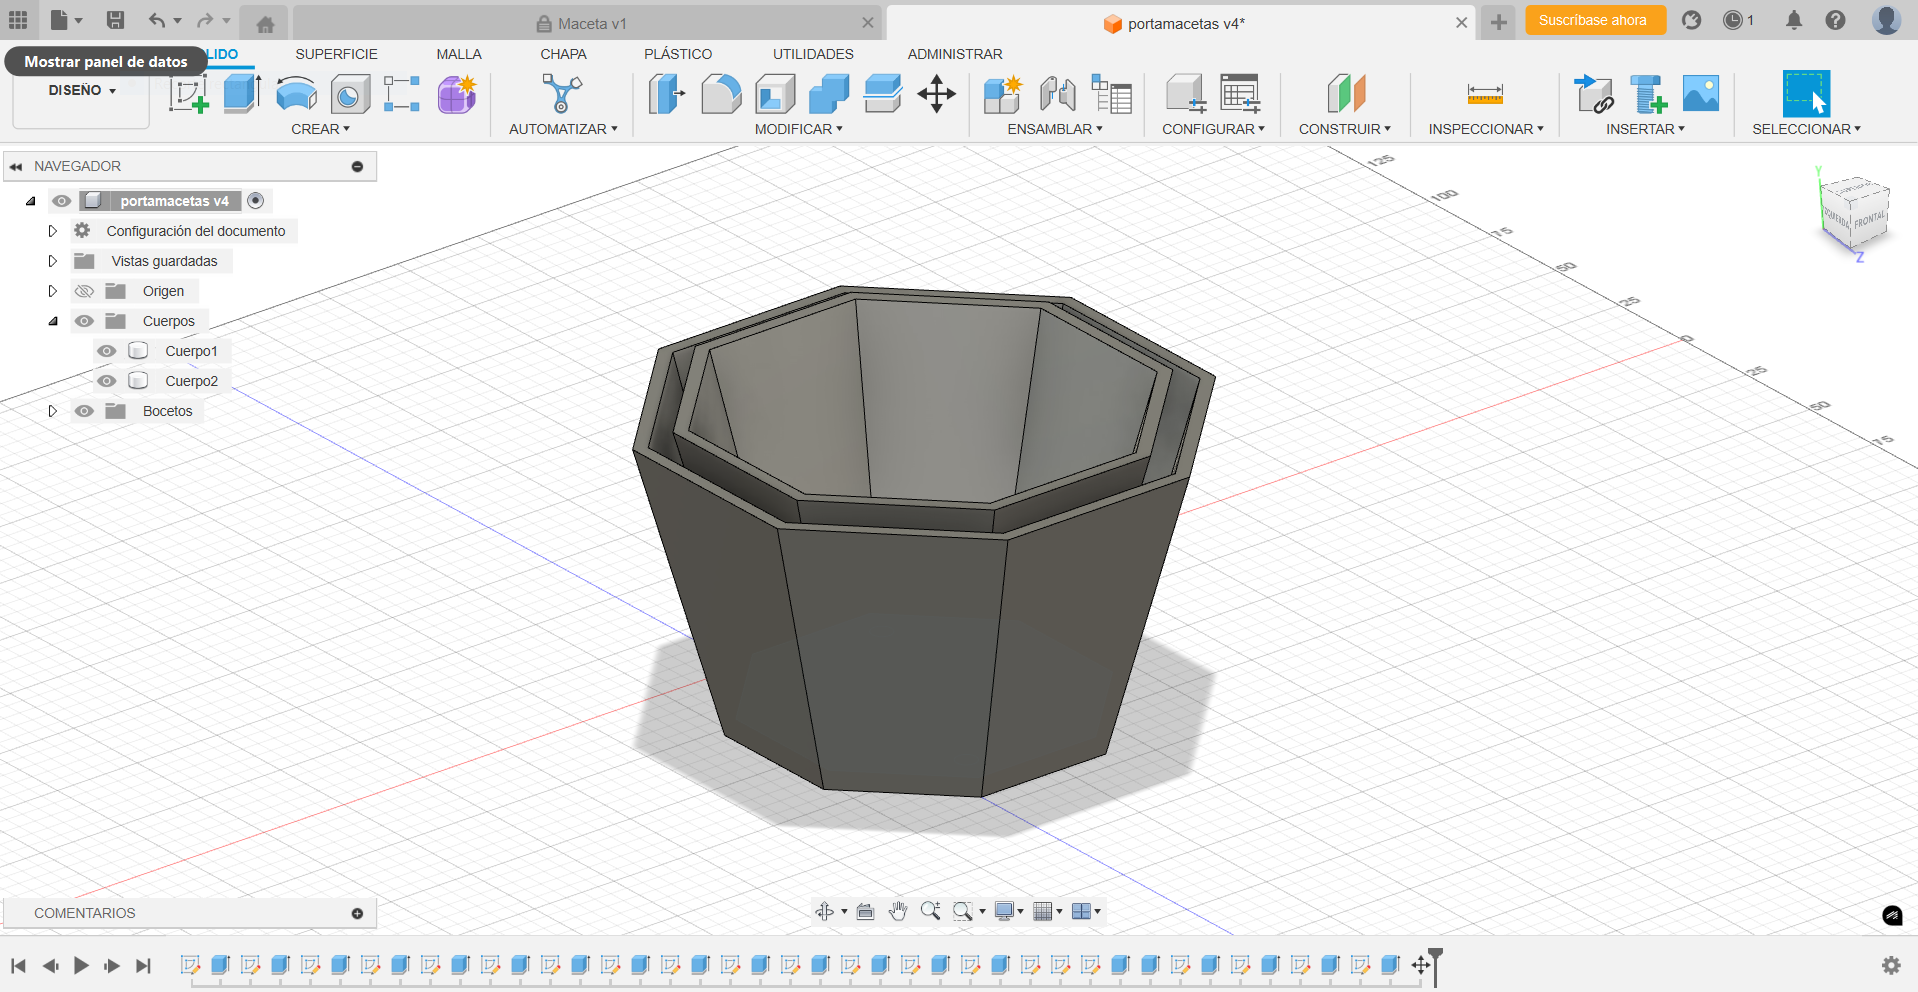 Maceta v1
portamacetas v4*
Suscríbase ahora
1
Mostrar panel de datos
LIDO
SUPERFICIE
MALLA
CHAPA
PLÁSTICO
UTILIDADES
ADMINISTRAR
DISEÑO
CREAR
AUTOMATIZAR
MODIFICAR
ENSAMBLAR
CONFIGURAR
CONSTRUIR
INSPECCIONAR
INSERTAR
SELECCIONAR
NAVEGADOR
portamacetas v4
Configuración del documento
Vistas guardadas
Origen
Cuerpos
Cuerpo1
Cuerpo2
Bocetos
125
100
75
50
25
0
25
50
75
Y
FRONTAL
Z
COMENTARIOS